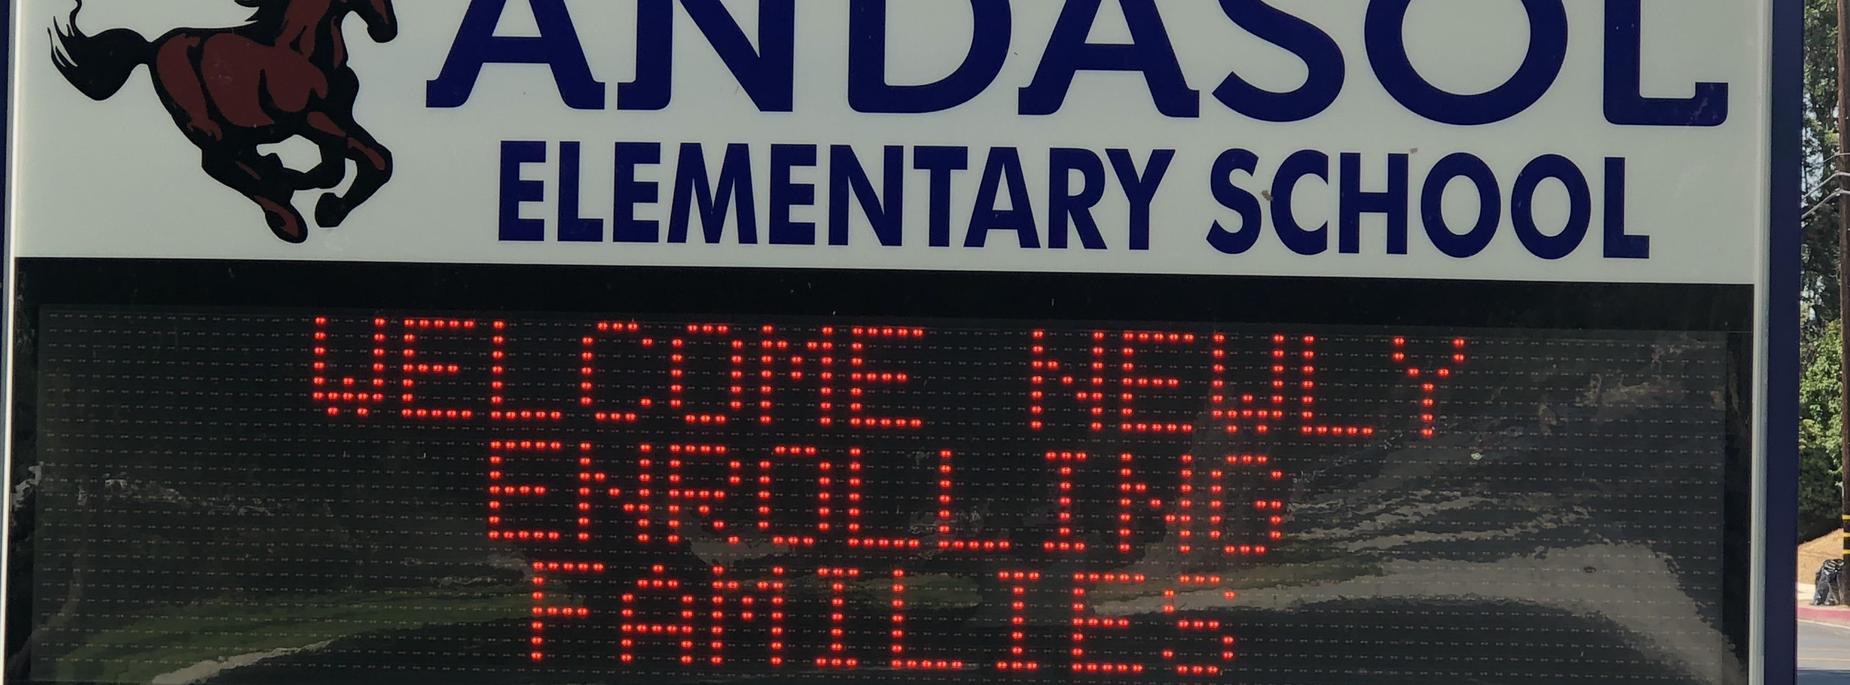 ANDASOL
ELEMENTARY SCHOOL
WELCOME NEWLY
ENROLLING
FAMILIES